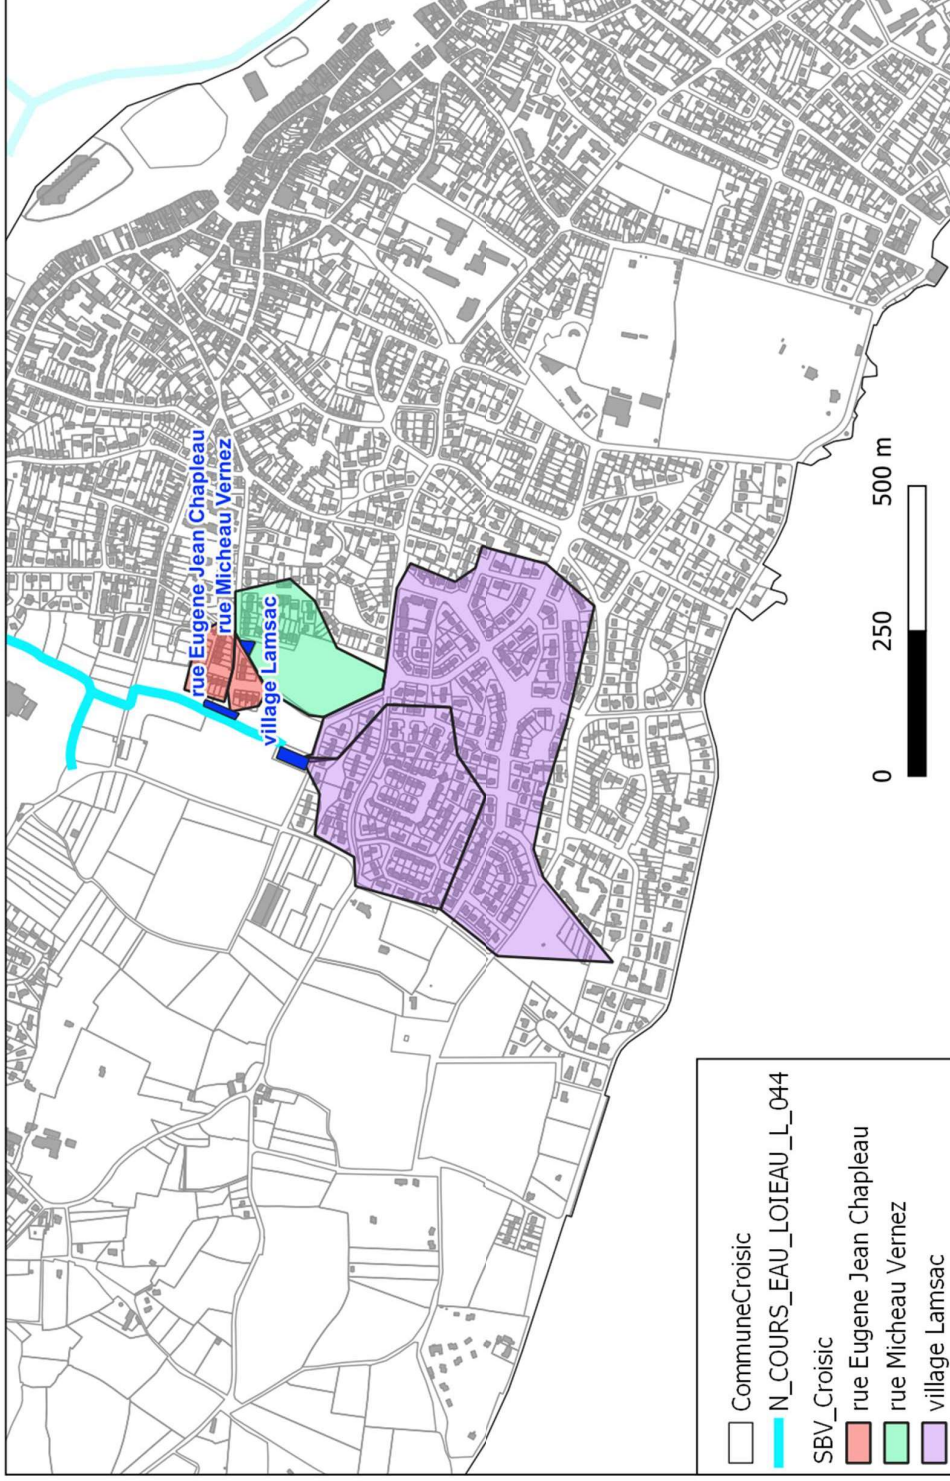 rue Eugene Jean Chapleau
rue Micheau Vernez
village Lamsac
0 250 500 m
CommuneCroisic
N_COURS_EAU_LOIEAU_L_044
SBV_Croisic
rue Eugene Jean Chapleau
rue Micheau Vernez
village Lamsac